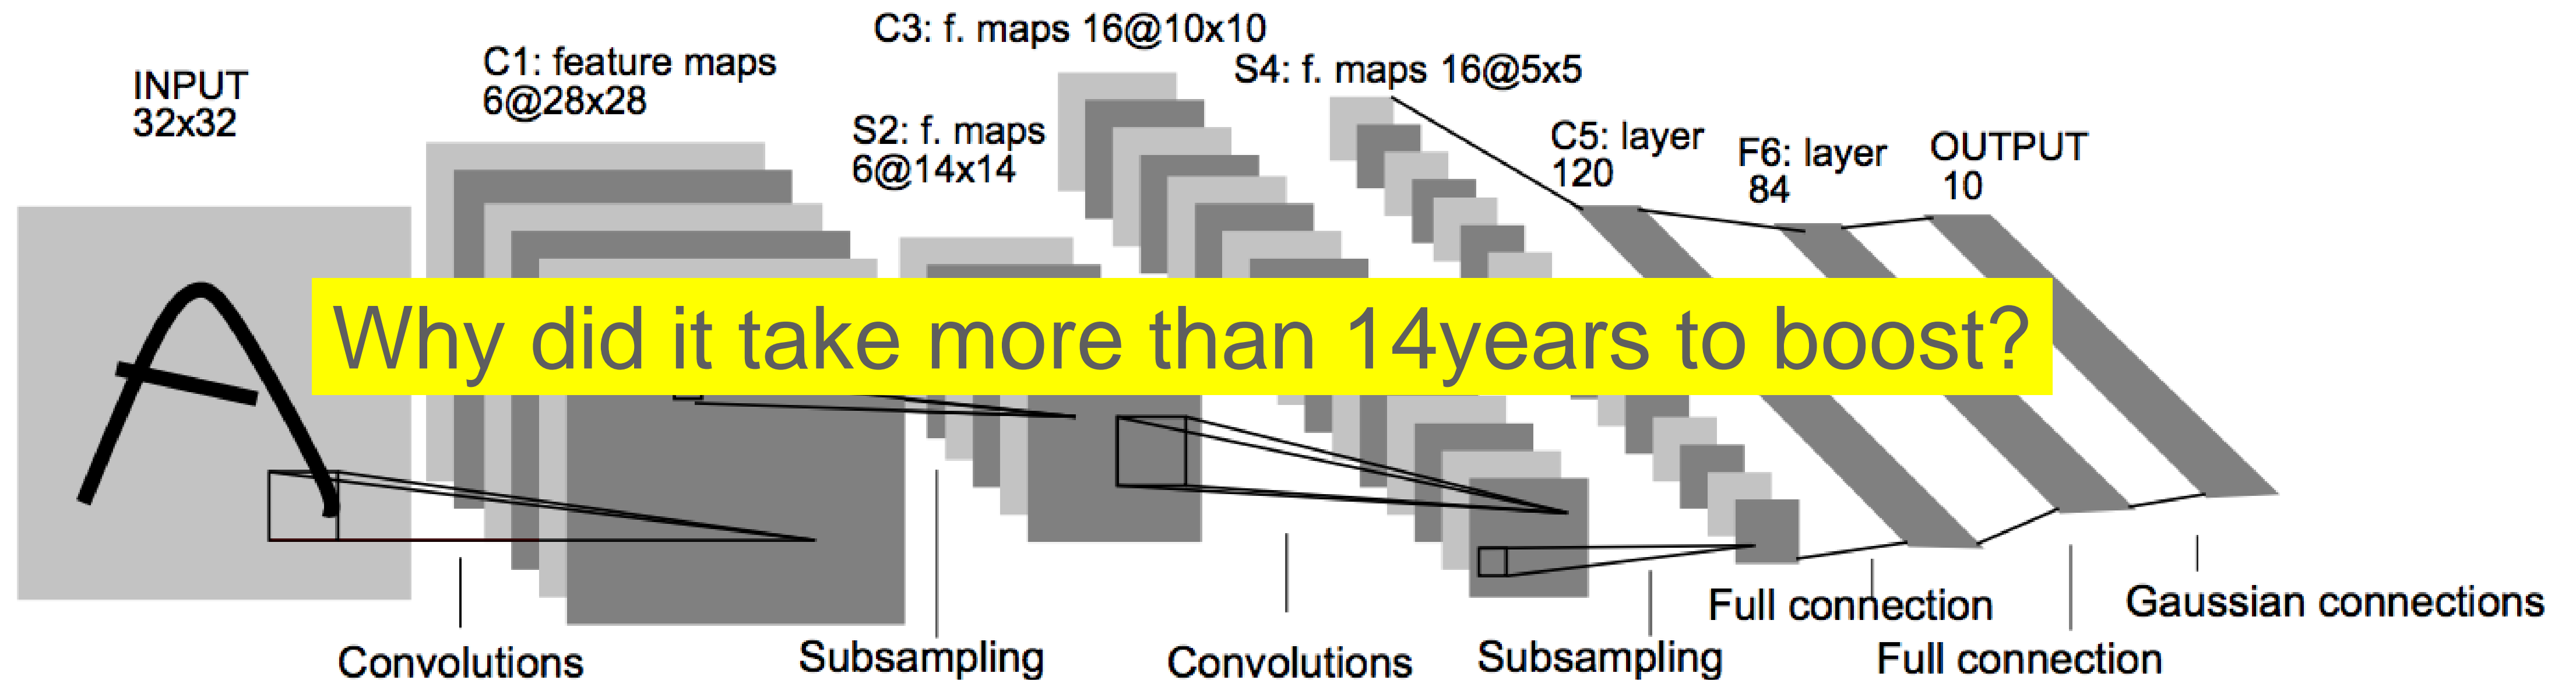 INPUT
32x32
C1: feature maps
6@28x28
S2: f. maps
6@14x14
C3: f. maps 16@10x10
S4: f. maps 16@5x5
C5: layer
120
F6: layer
84
OUTPUT
10
Why did it take more than 14years to boost?
Convolutions
Subsampling
Convolutions
Subsampling
Full connection
Full connection
Gaussian connections